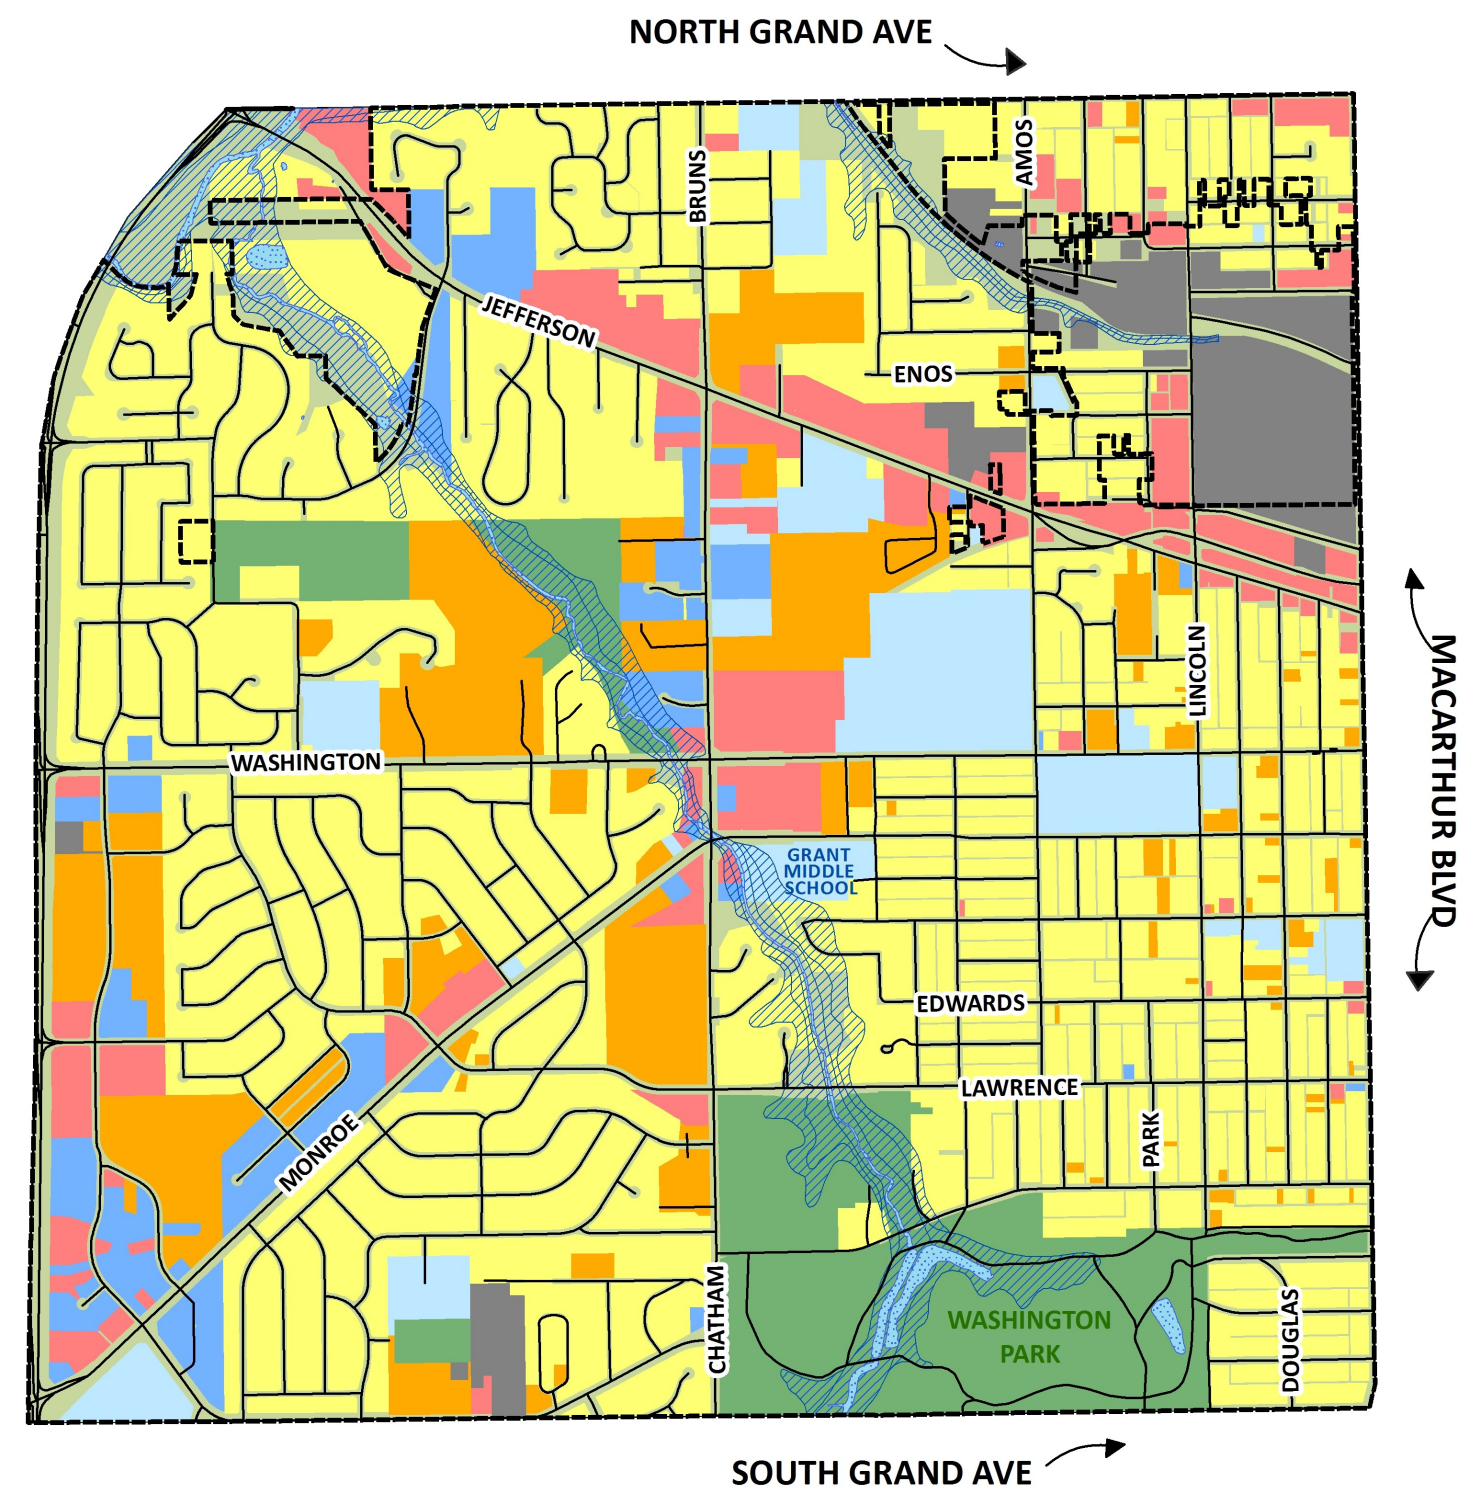 NORTH GRAND AVE
AMOS
BRUNS
JEFFERSON
ENOS
LINCOLN
MACARTHUR BLVD
WASHINGTON
GRANT
MIDDLE
SCHOOL
EDWARDS
LAWRENCE
PARK
MONROE
CHATHAM
WASHINGTON
PARK
DOUGLAS
SOUTH GRAND AVE